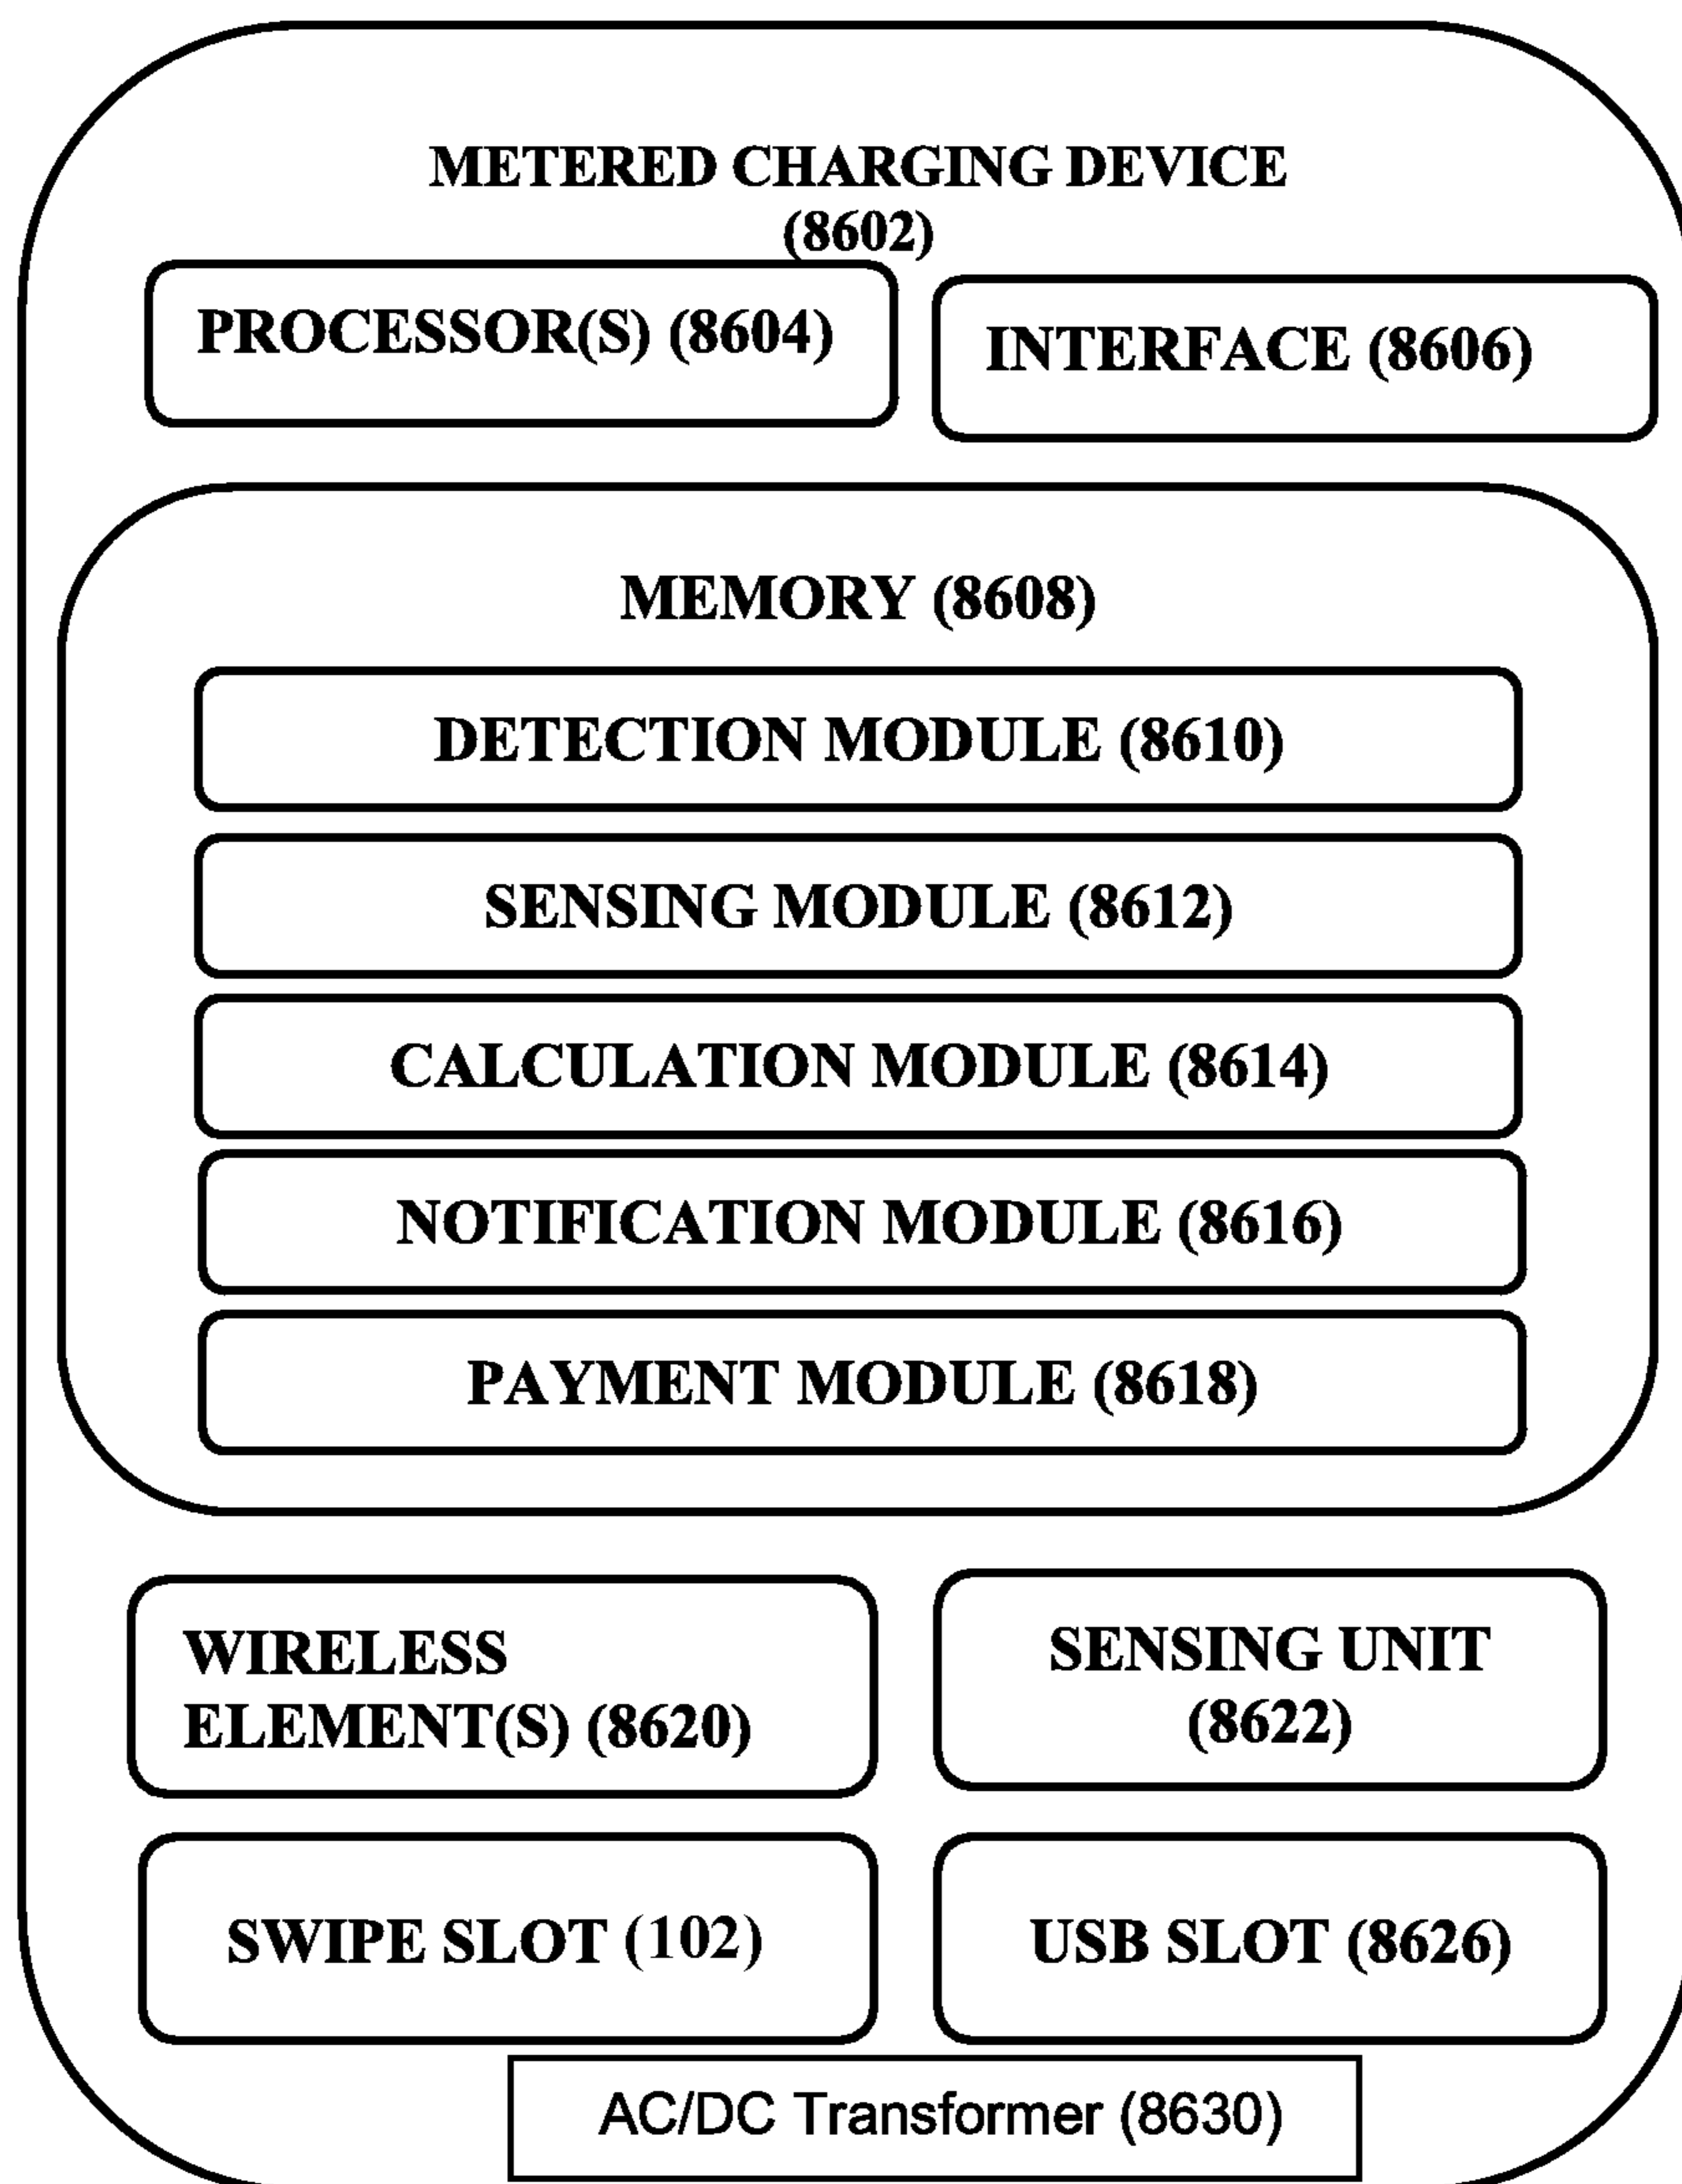 METERED CHARGING DEVICE
(8602)
PROCESSOR(S) (8604)
INTERFACE (8606)
MEMORY (8608)
DETECTION MODULE (8610)
SENSING MODULE (8612)
CALCULATION MODULE (8614)
NOTIFICATION MODULE (8616)
PAYMENT MODULE (8618)
WIRELESS
ELEMENT(S) (8620)
SENSING UNIT
(8622)
SWIPE SLOT (102)
USB SLOT (8626)
AC/DC Transformer (8630)